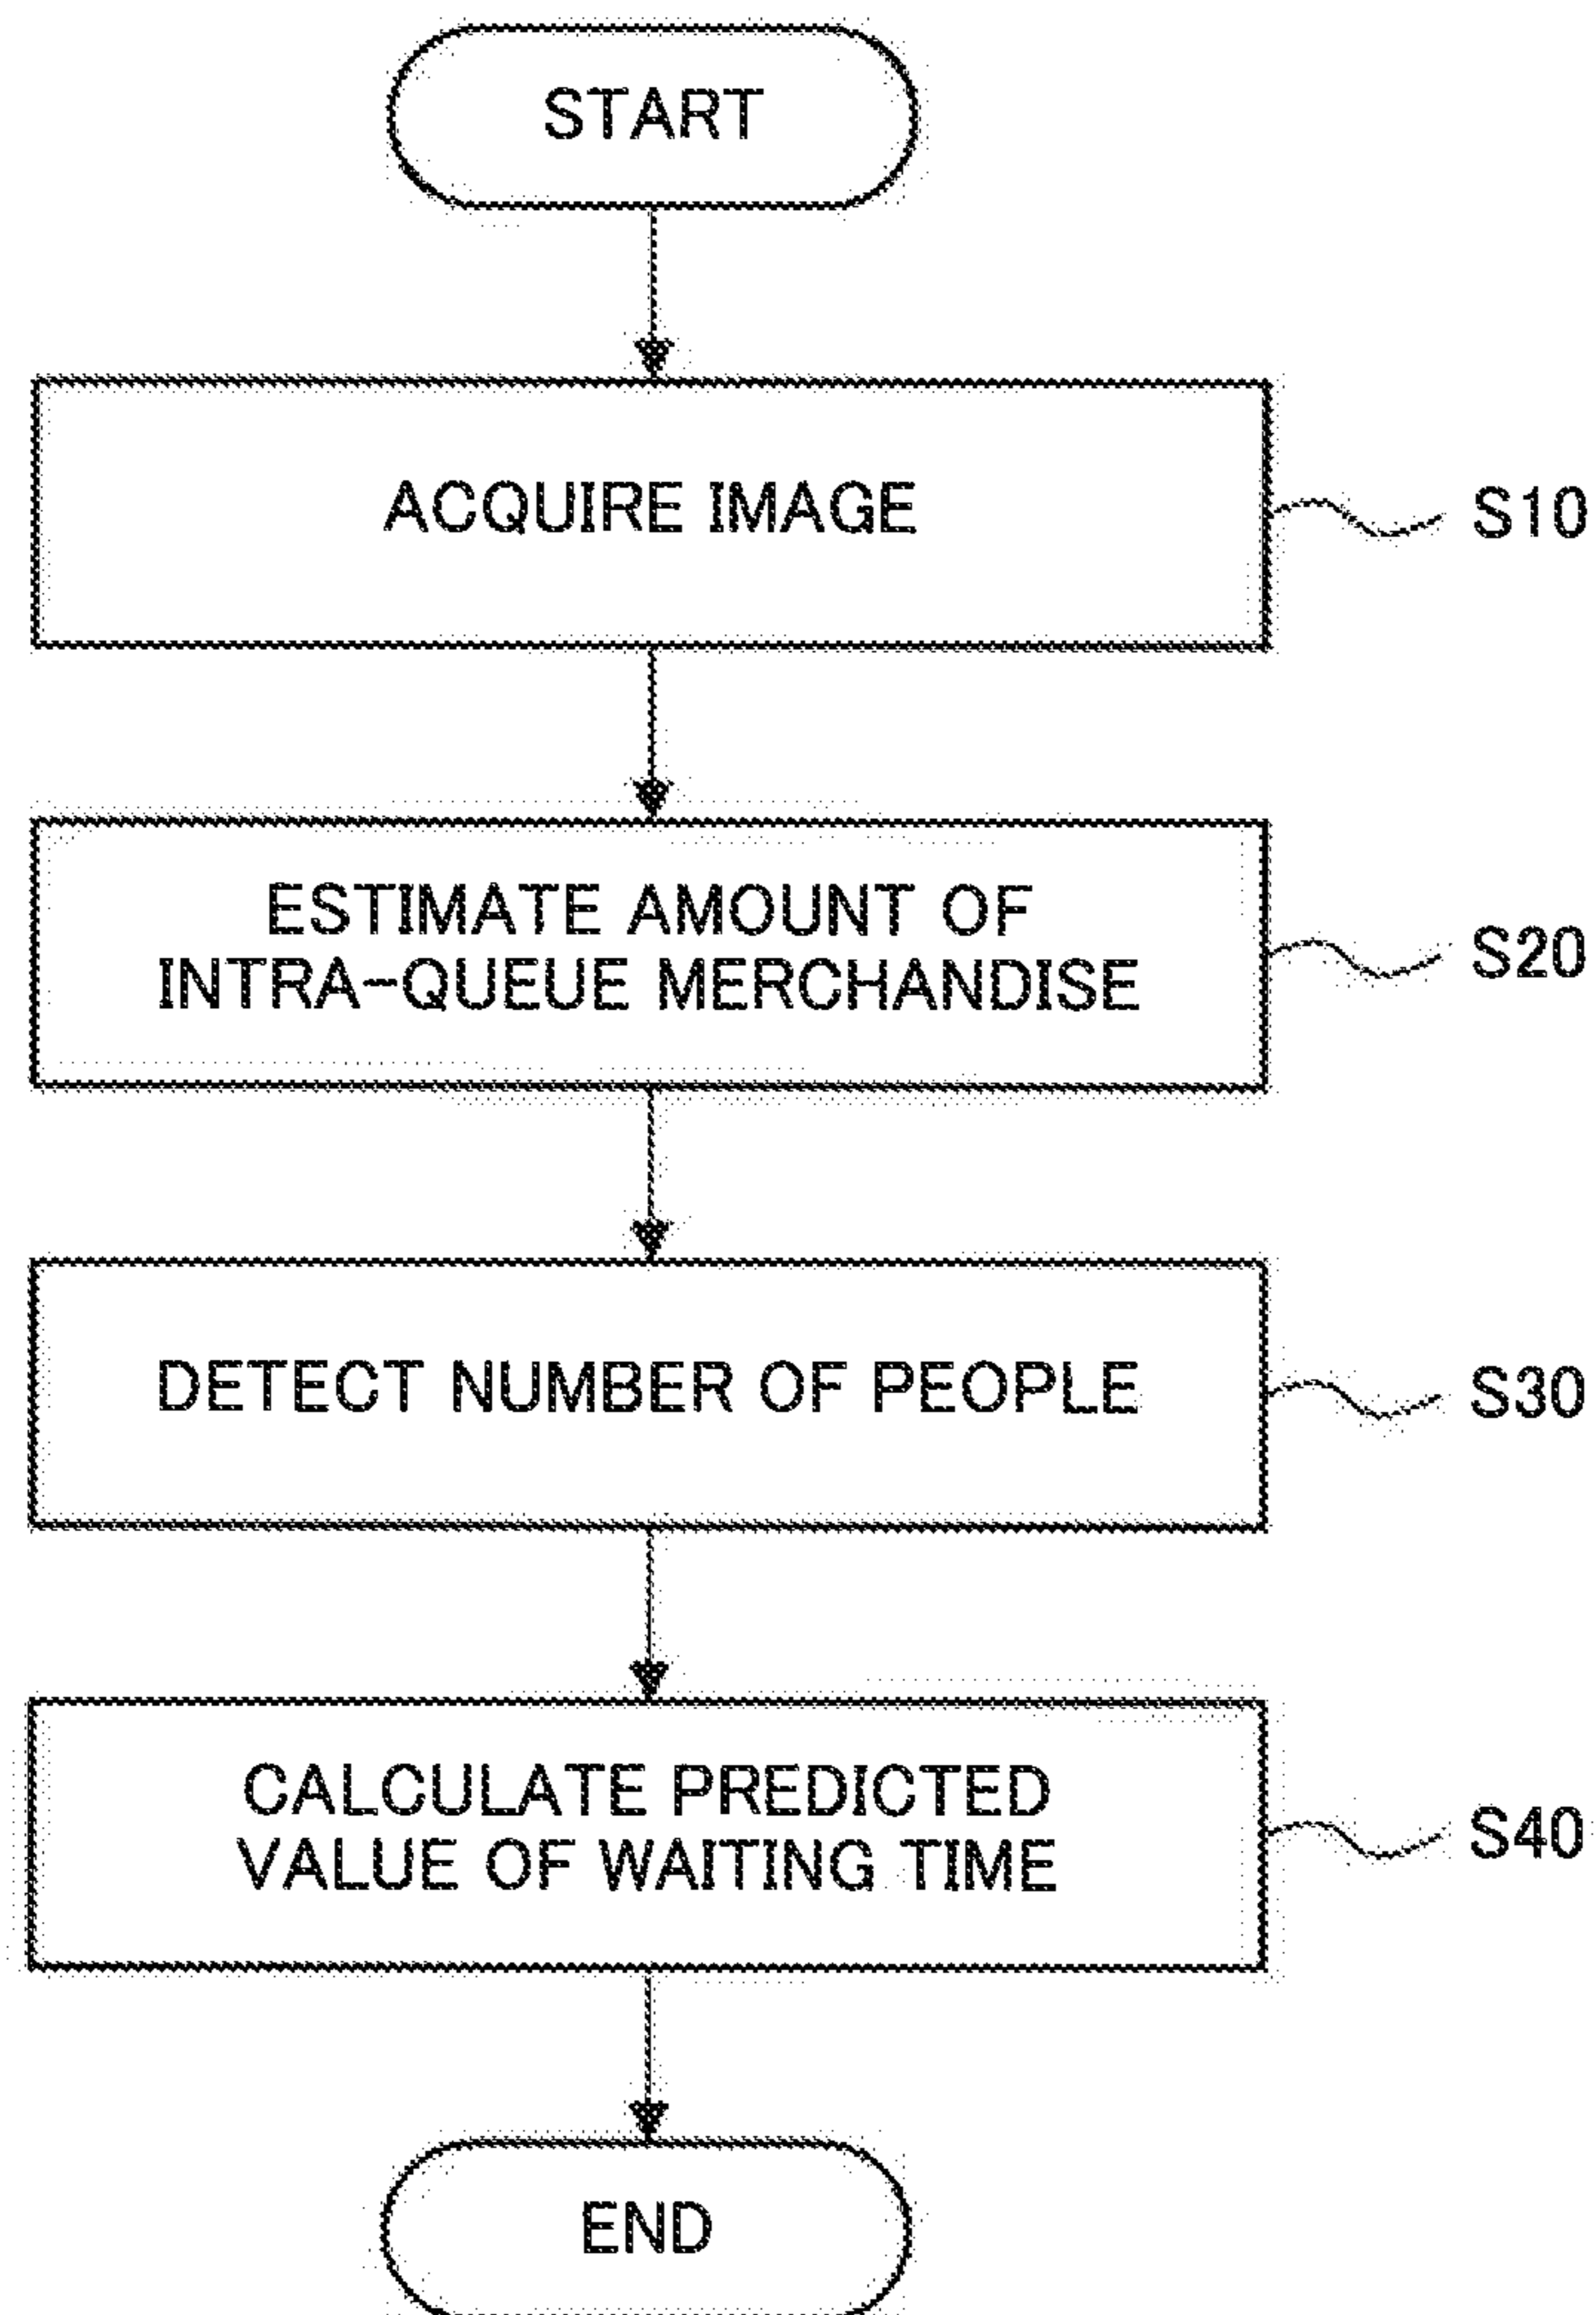 START
ACQUIRE IMAGE
S10
ESTIMATE AMOUNT OF
INTRA-QUEUE MERCHANDISE
S20
DETECT NUMBER OF PEOPLE
S30
CALCULATE PREDICTED
VALUE OF WAITING TIME
S40
END